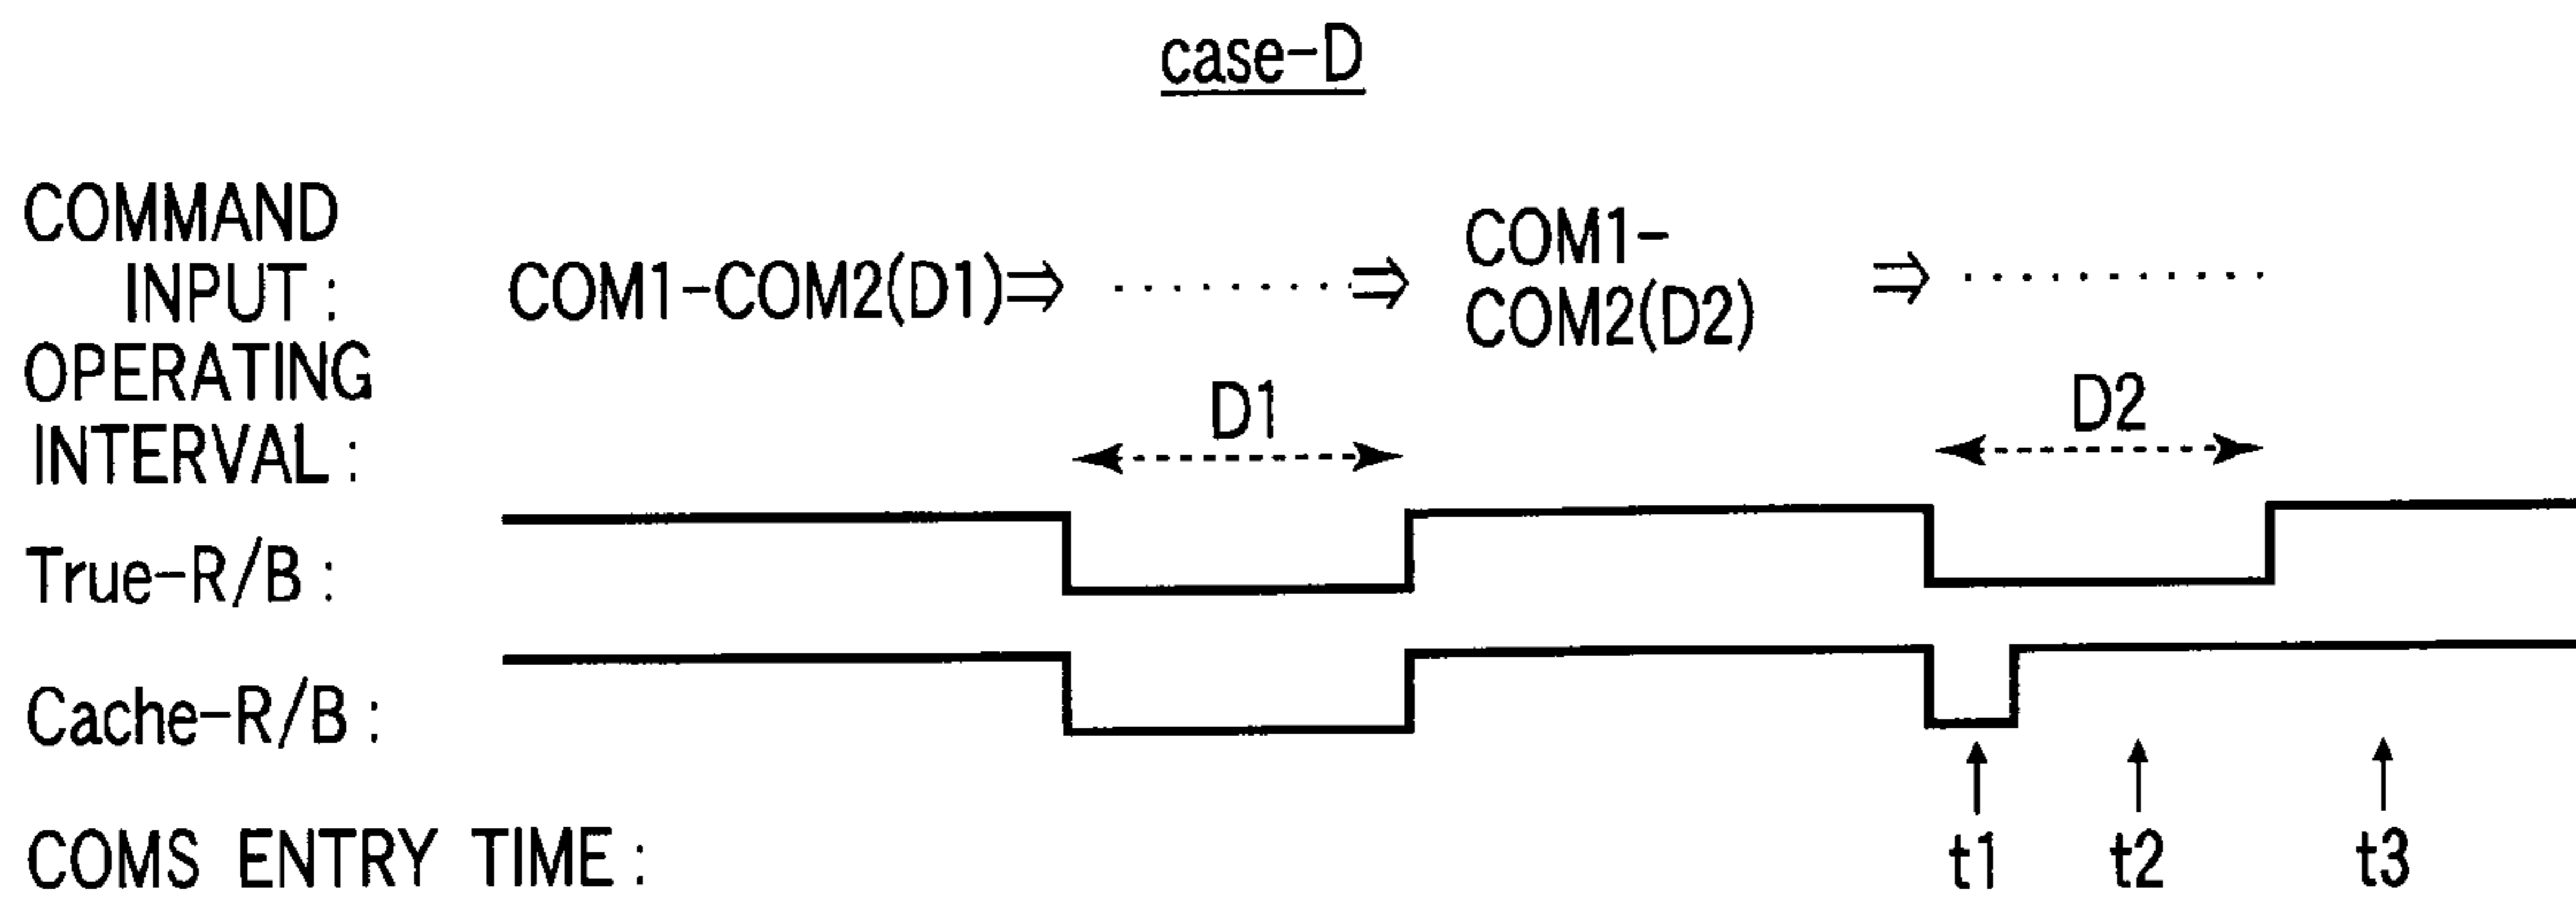 case-D
COMMAND
INPUT :
COM1-COM2(D1)⇒ ·········· ⇒
COM1-
COM2(D2)
⇒ ···········
OPERATING
INTERVAL :
D1
D2
True-R/B :
Cache-R/B :
COMS ENTRY TIME :
t1
t2
t3